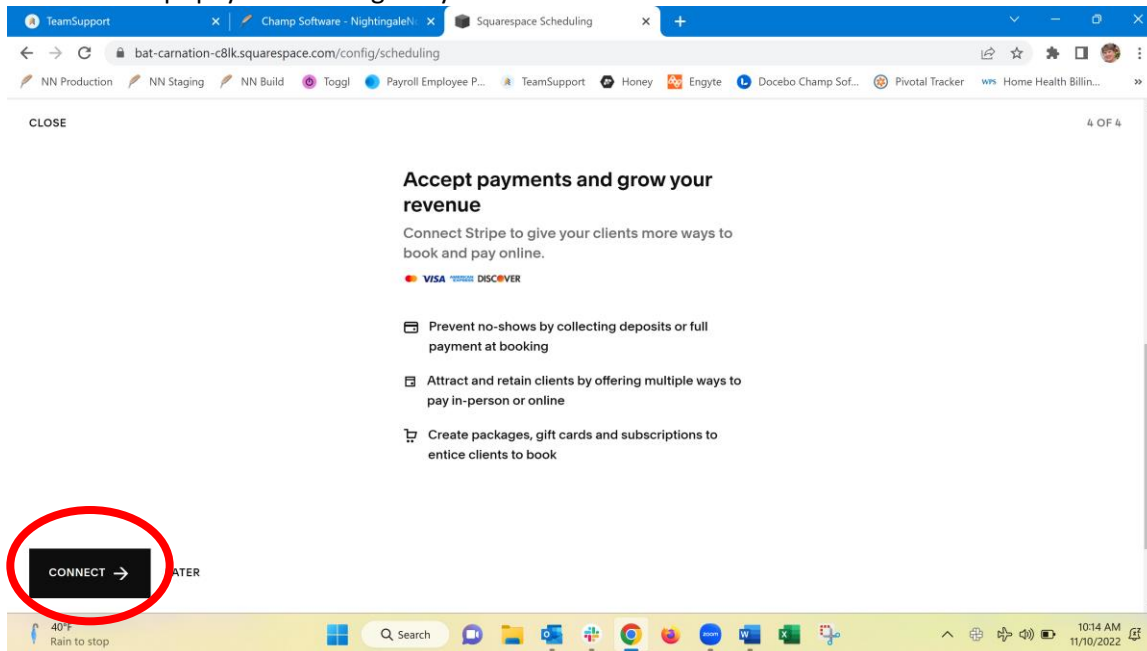 TeamSupport
Champ Software - NightingaleN
Squarespace Scheduling
bat-carnation-c8lk.squarespace.com/config/scheduling
NN Production NN Staging NN Build Toggl Payroll Employee P... TeamSupport Honey Engyte Docebo Champ Sof... Pivotal Tracker WPS Home Health Billin... »
CLOSE
4 OF 4
Accept payments and grow your
revenue
Connect Stripe to give your clients more ways to
book and pay online.
VISA DISCOVER
Prevent no-shows by collecting deposits or full
payment at booking
Attract and retain clients by offering multiple ways to
pay in-person or online
Create packages, gift cards and subscriptions to
entice clients to book
CONNECT →
ATER
40°F
Rain to stop
Search
zoom
10:14 AM
11/10/2022